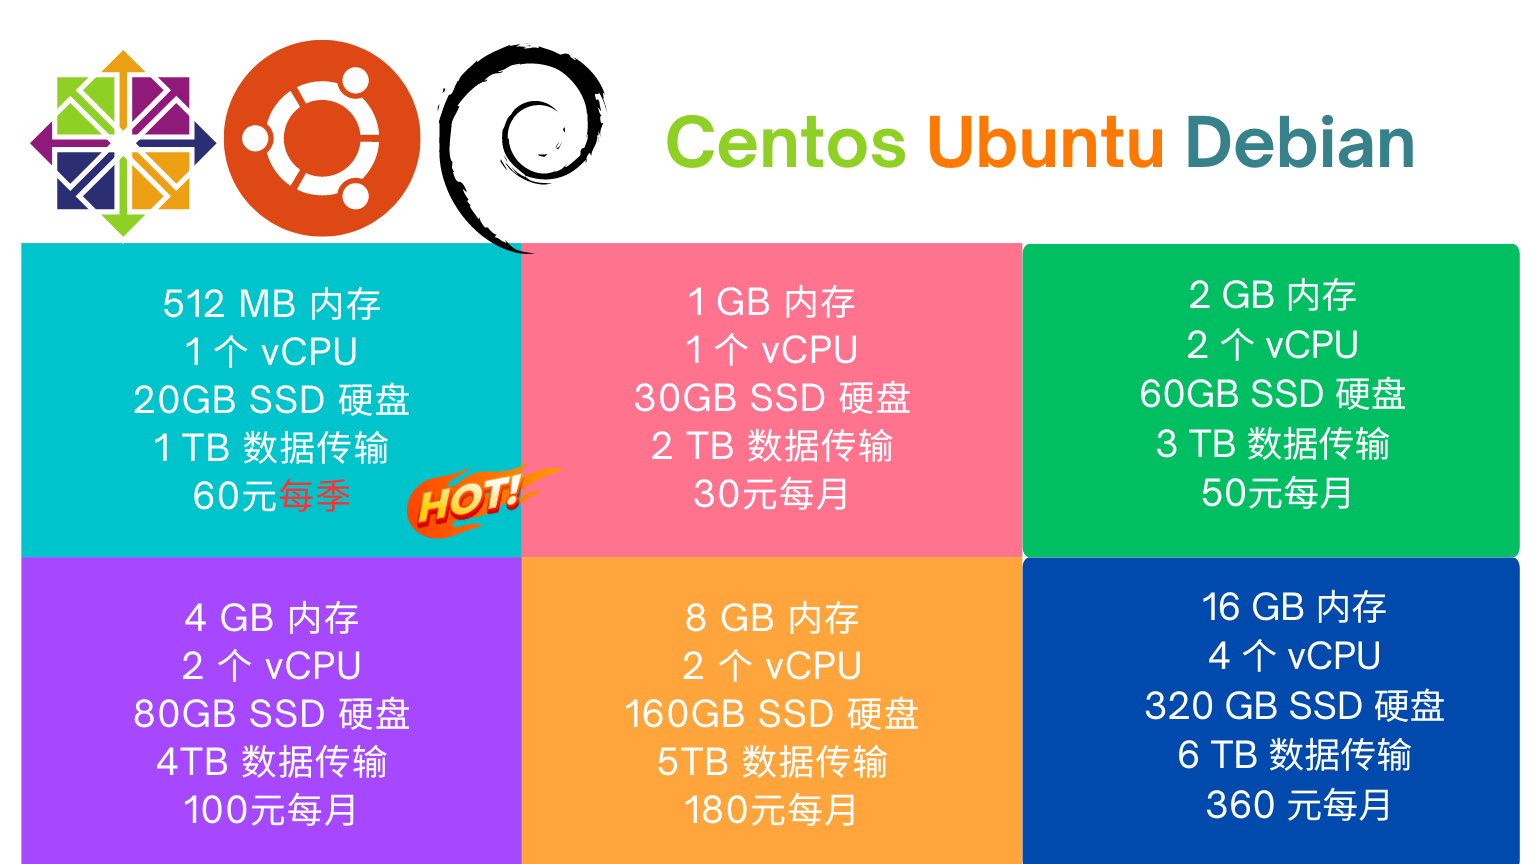 Centos Ubuntu Debian
512 MB 内存
1 个 vCPU
20GB SSD 硬盘
1 TB 数据传输
60元每季
HOT!
1 GB 内存
1 个 vCPU
30GB SSD 硬盘
2 TB 数据传输
30元每月
2 GB 内存
2 个 vCPU
60GB SSD 硬盘
3 TB 数据传输
50元每月
4 GB 内存
2 个 vCPU
80GB SSD 硬盘
4TB 数据传输
100元每月
8 GB 内存
2 个 vCPU
160GB SSD 硬盘
5TB 数据传输
180元每月
16 GB 内存
4 个 vCPU
320 GB SSD 硬盘
6 TB 数据传输
360 元每月